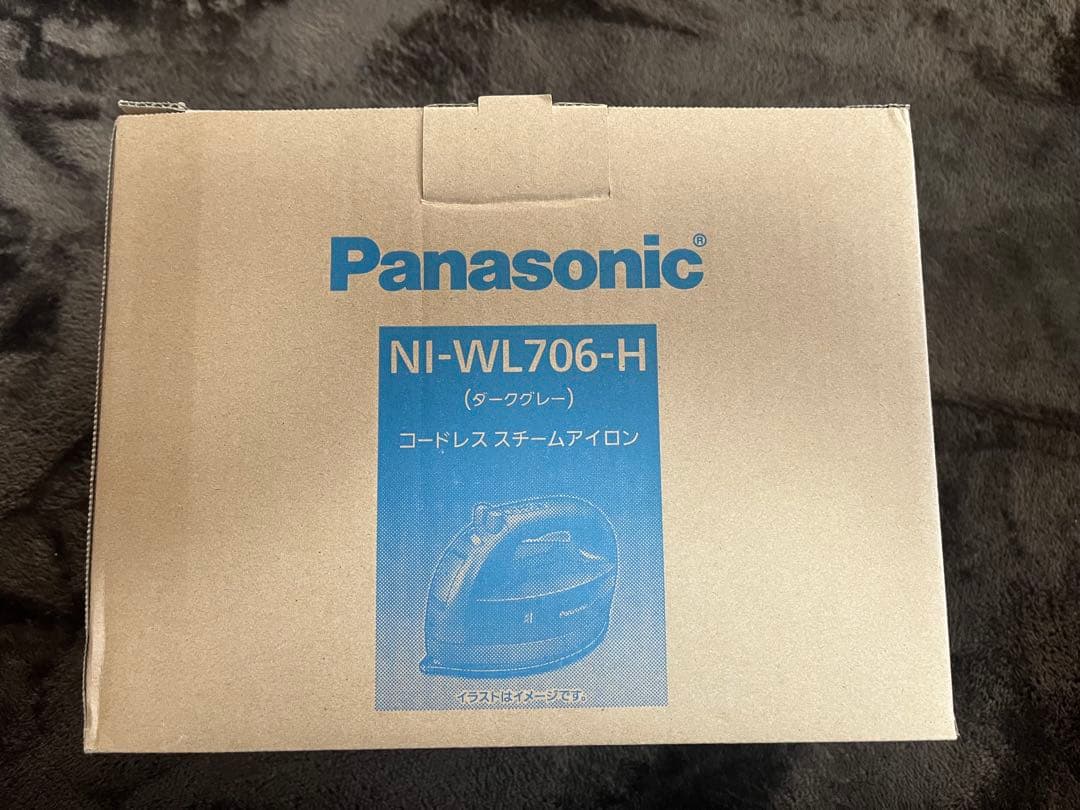 Panasonic®
NI-WL706-H
(ダークグレー)
コードレス スチームアイロン
Panasonic
イラストはイメージです。